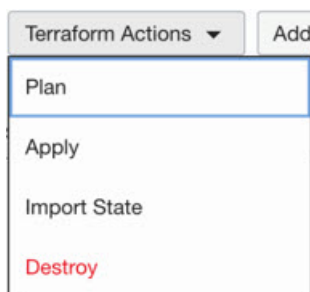 Terraform Actions
Add
Plan
Apply
Import State
Destroy